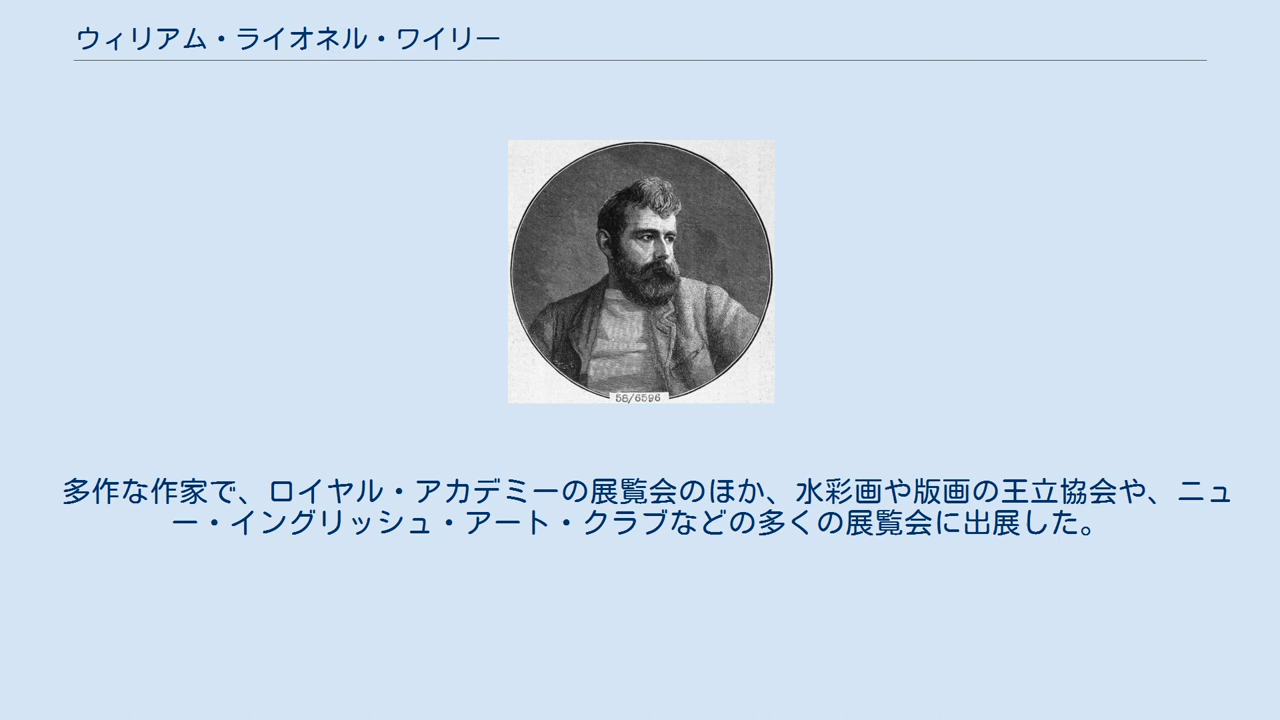 ウィリアム・ライオネル・ワイリー
58/6596
多作な作家で、ロイヤル・アカデミーの展覧会のほか、水彩画や版画の王立協会や、ニュ
ー・イングリッシュ・アート・クラブなどの多くの展覧会に出展した。